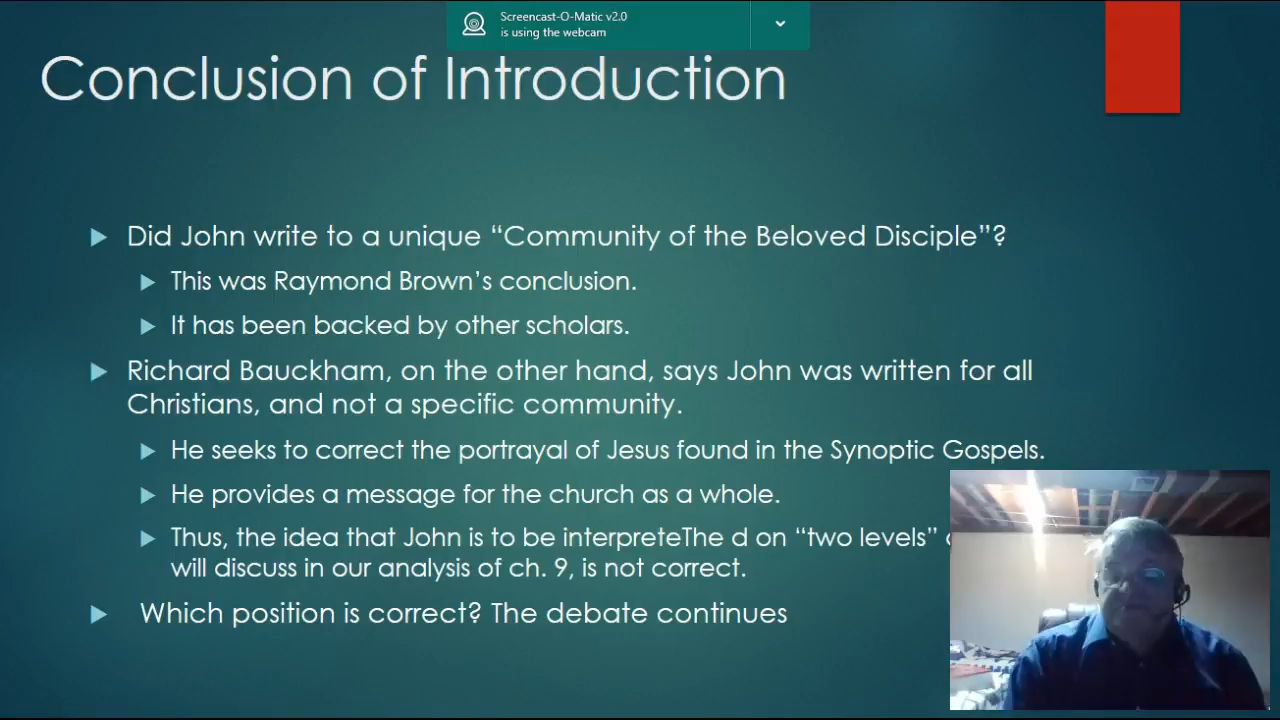 Screencast-O-Matic v2.0
is using the webcam
Conclusion of Introduction
Did John write to a unique “Community of the Beloved Disciple”?
This was Raymond Brown’s conclusion.
It has been backed by other scholars.
Richard Bauckham, on the other hand, says John was written for all
Christians, and not a specific community.
He seeks to correct the portrayal of Jesus found in the Synoptic Gospels.
He provides a message for the church as a whole.
Thus, the idea that John is to be interpreteThe d on “two levels”
will discuss in our analysis of ch. 9, is not correct.
Which position is correct? The debate continues